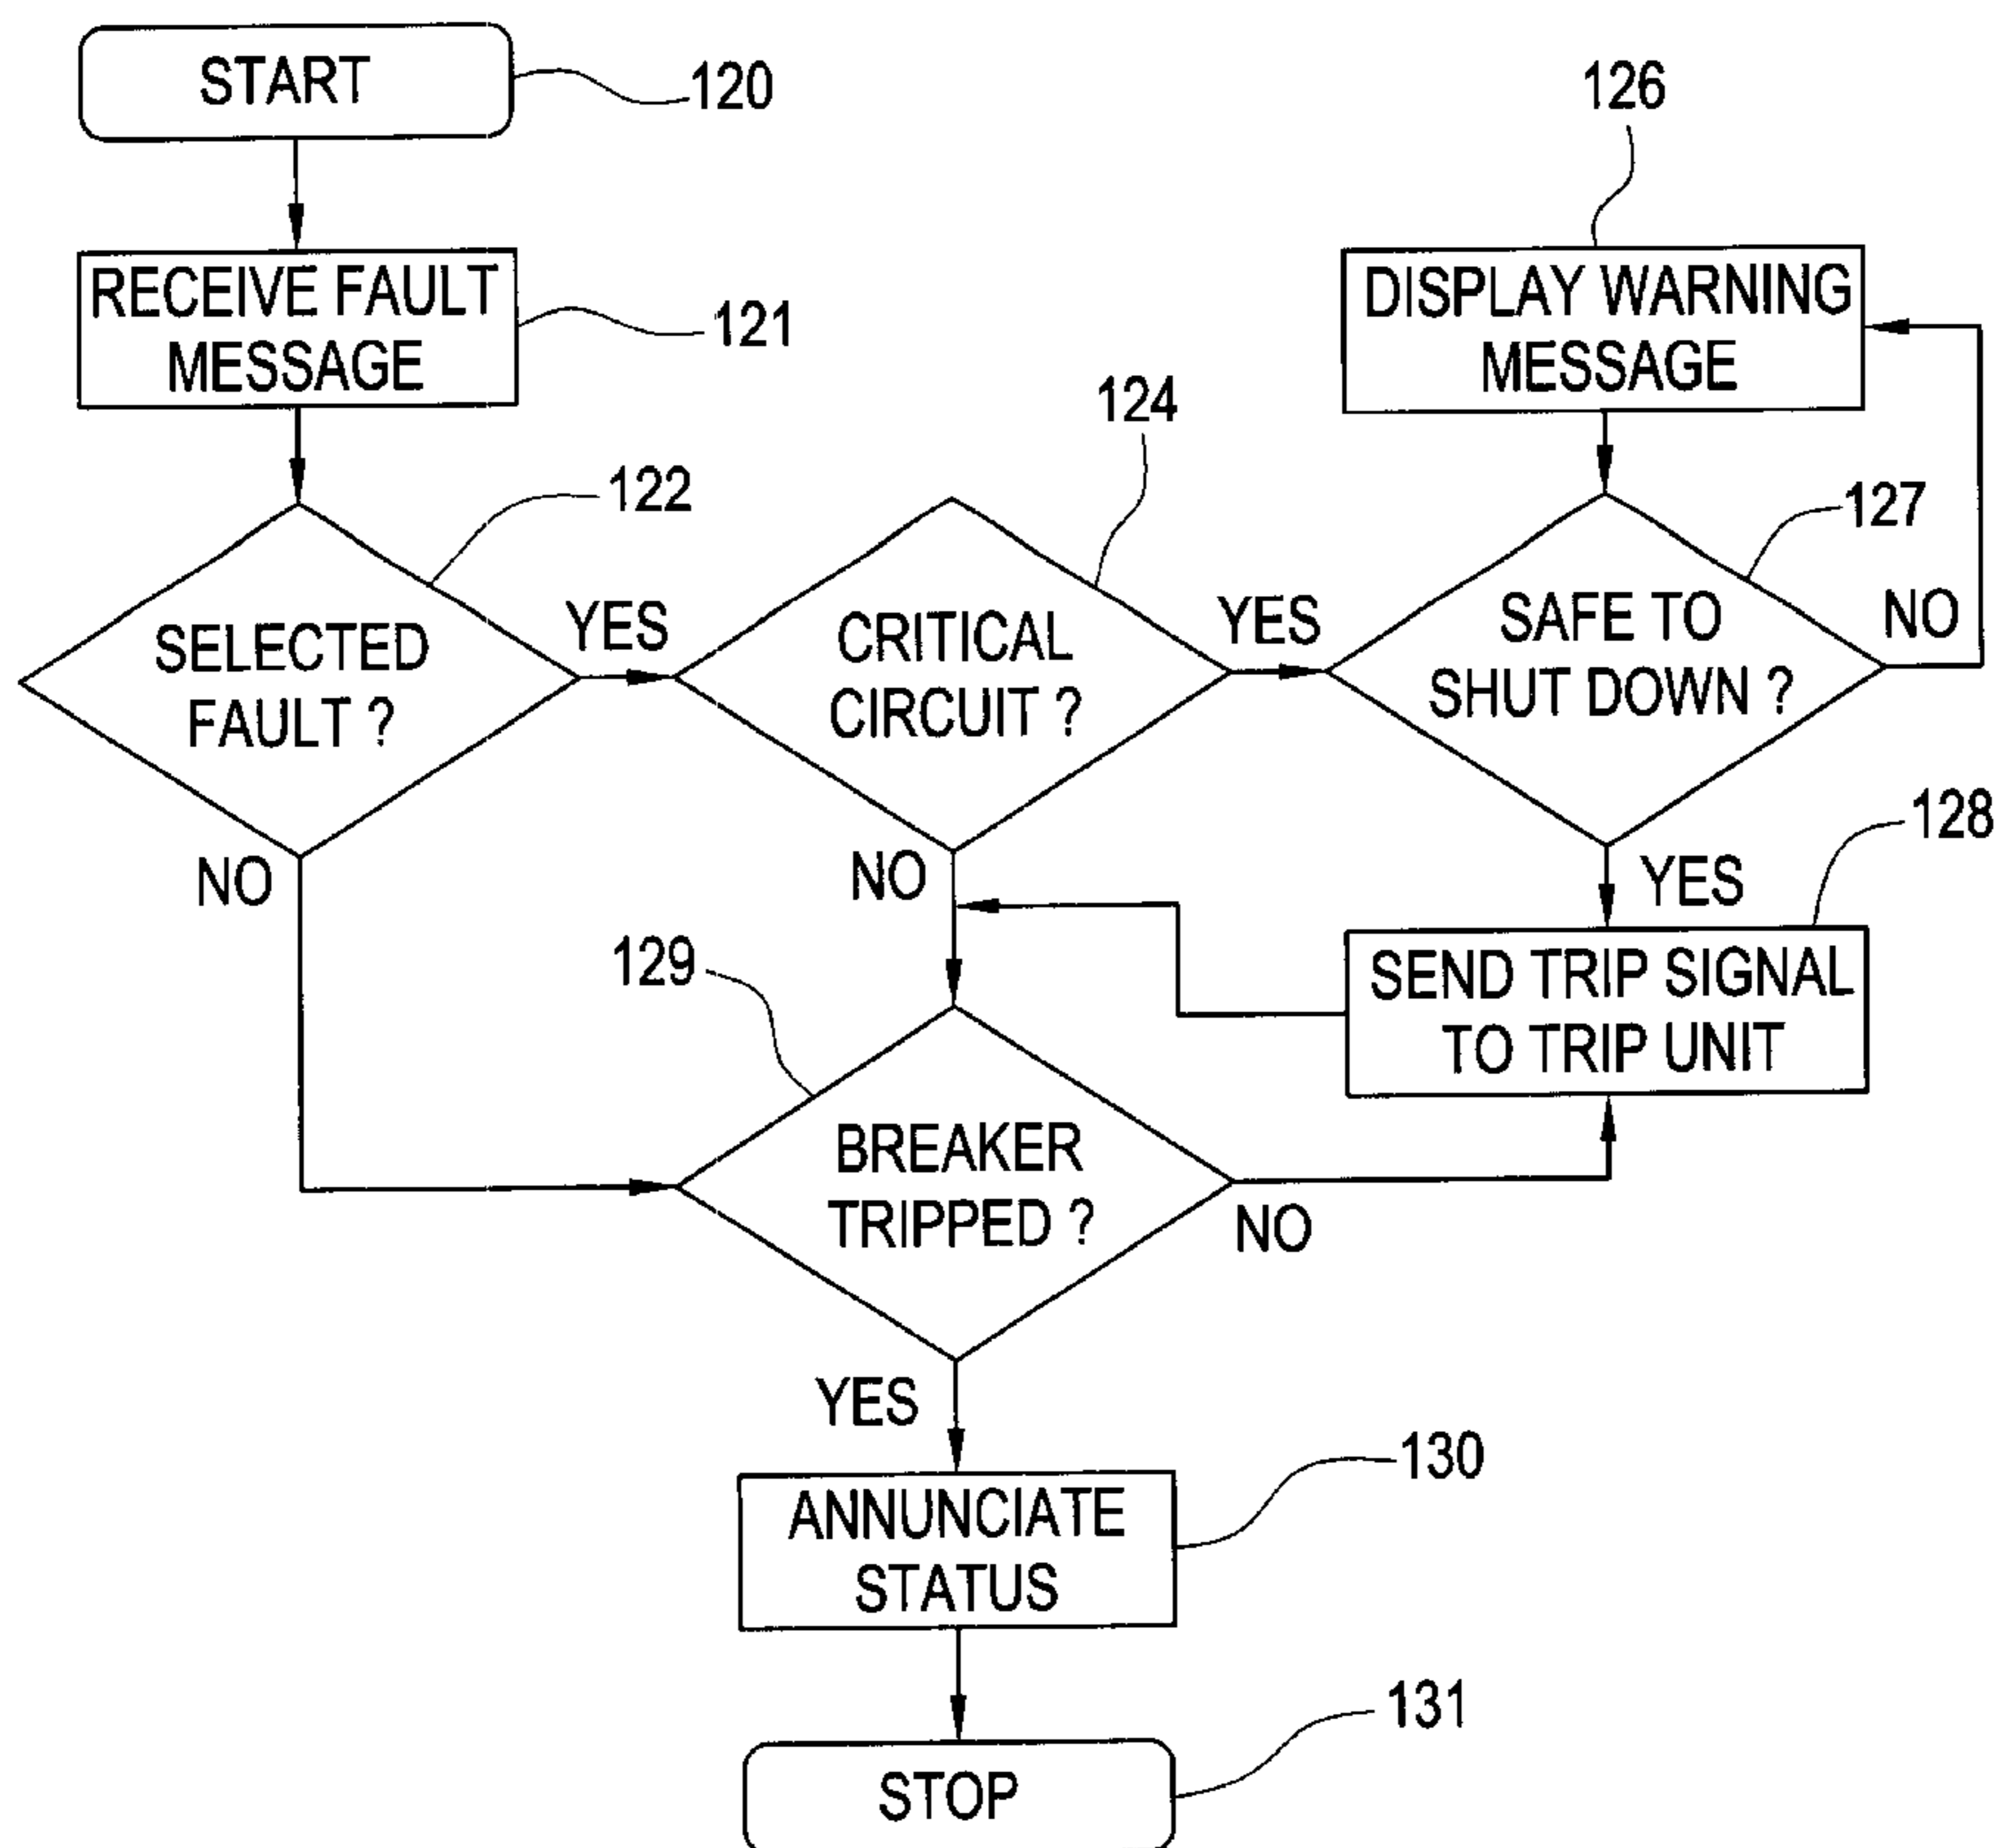 START
120
126
RECEIVE FAULT
MESSAGE
121
DISPLAY WARNING
MESSAGE
124
122
127
SELECTED
FAULT ?
YES
CRITICAL
CIRCUIT ?
YES
SAFE TO
SHUT DOWN ?
NO
NO
NO
YES
128
129
SEND TRIP SIGNAL
TO TRIP UNIT
BREAKER
TRIPPED ?
NO
YES
130
ANNUNCIATE
STATUS
131
STOP